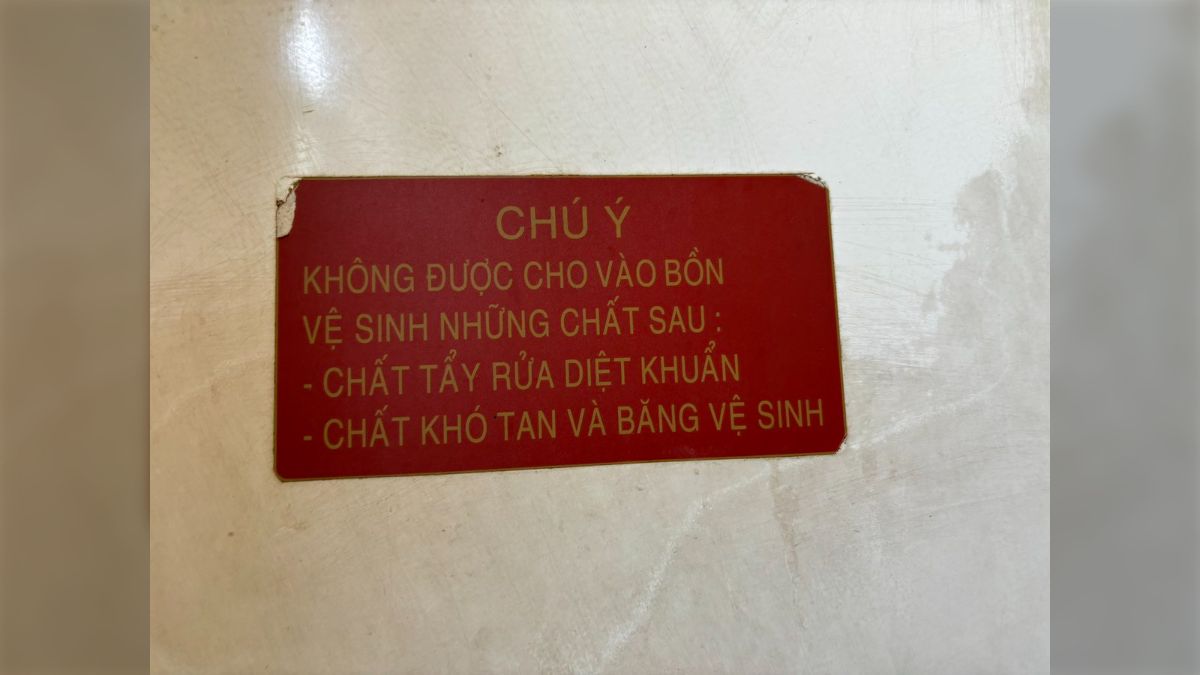 CHÚ Ý
KHÔNG ĐƯỢC CHO VÀO BỒN
VỆ SINH NHỮNG CHẤT SAU :
- CHẤT TẨY RỬA DIỆT KHUẨN
- CHẤT KHÓ TAN VÀ BĂNG VỆ SINH